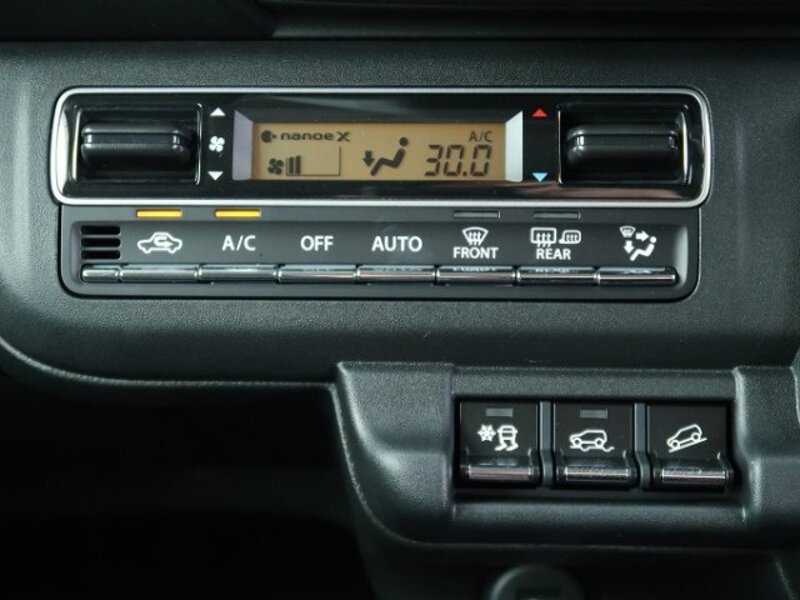 nanoe X
A/C
30.0
A/C
OFF
AUTO
FRONT
REAR